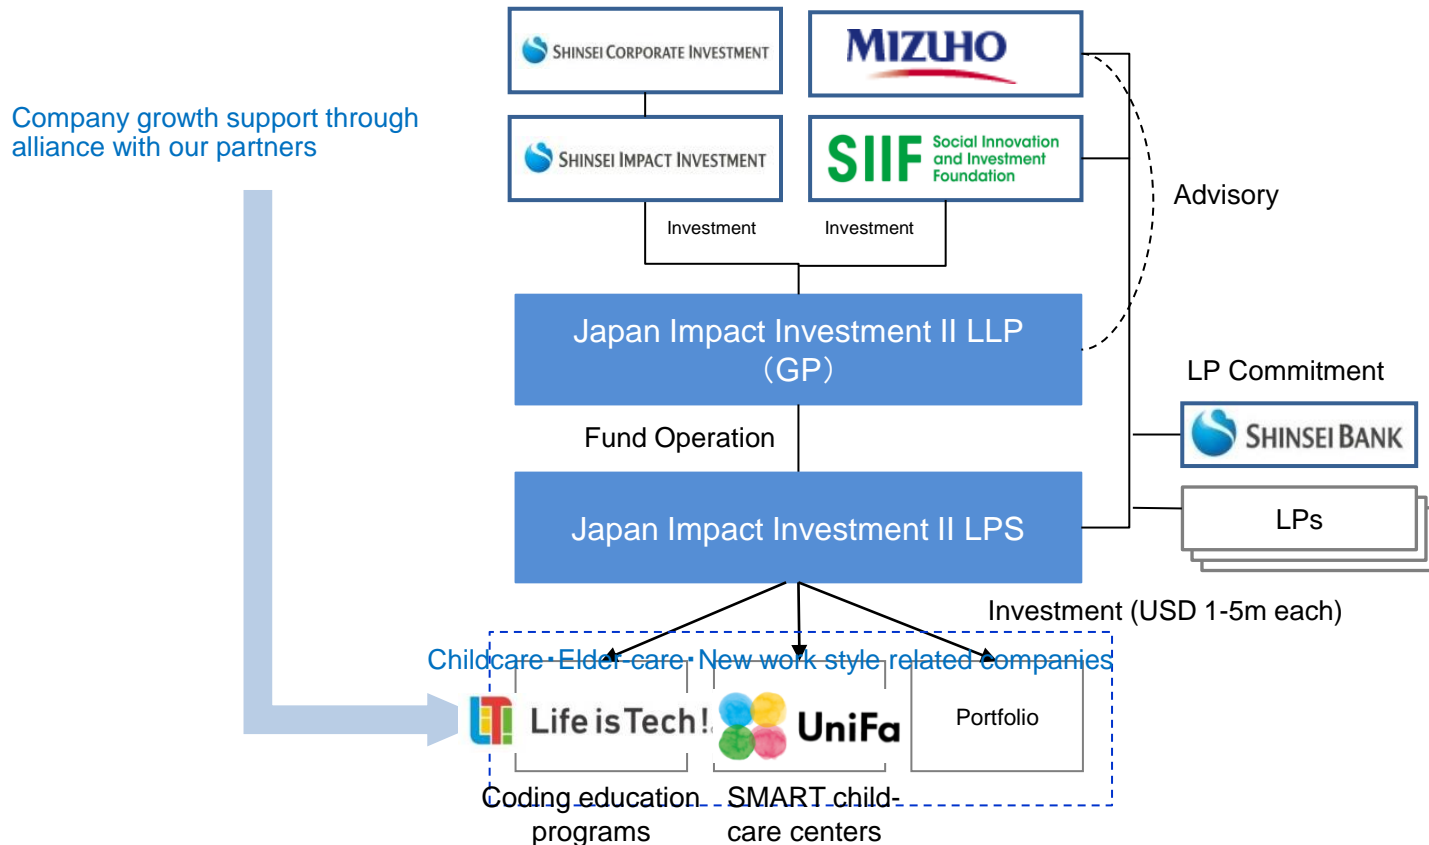 SHINSEI CORPORATE INVESTMENT
MIZUHO
Company growth support through
alliance with our partners
SHINSEI IMPACT INVESTMENT
SIIF
Social Innovation
and Investment
Foundation
Advisory
Investment
Investment
Japan Impact Investment II LLP
（GP）
LP Commitment
SHINSEI BANK
Fund Operation
LPs
Japan Impact Investment II LPS
Investment (USD 1-5m each)
Childcare･Elder-care･New work style related companies
LiT!
Life is Tech!
UniFa
Portfolio
Coding education
programs
SMART child-
care centers